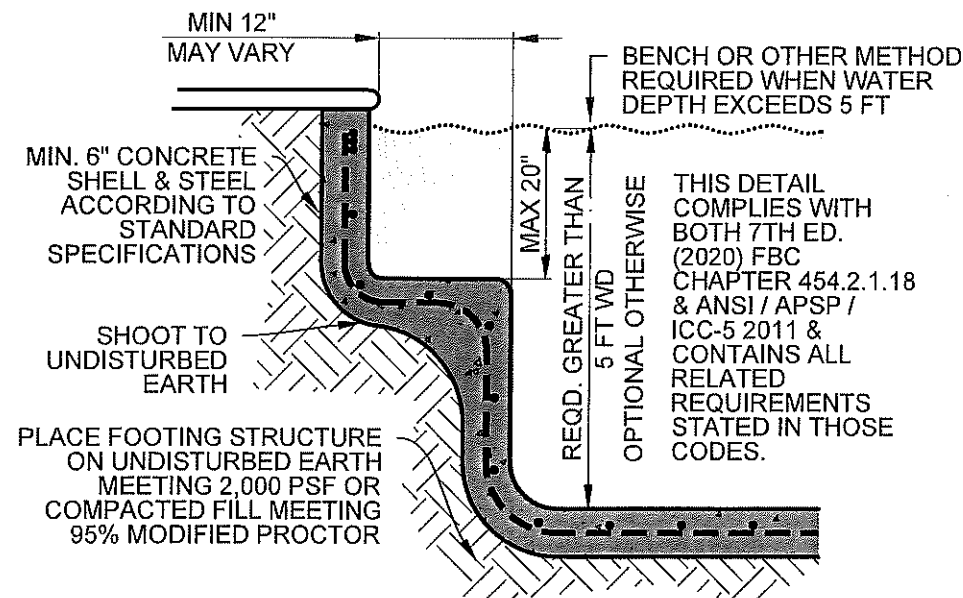 MIN 12"
MAY VARY
BENCH OR OTHER METHOD
REQUIRED WHEN WATER
DEPTH EXCEEDS 5 FT
MIN. 6" CONCRETE
SHELL & STEEL
ACCORDING TO
STANDARD
SPECIFICATIONS
MAX 20"
REQD. GREATER THAN
5 FT WD
OPTIONAL OTHERWISE
THIS DETAIL
COMPLIES WITH
BOTH 7TH ED.
(2020) FBC
CHAPTER 454.2.1.18
& ANSI / APSP /
ICC-5 2011 &
CONTAINS ALL
RELATED
REQUIREMENTS
STATED IN THOSE
CODES.
SHOOT TO
UNDISTURBED
EARTH
PLACE FOOTING STRUCTURE
ON UNDISTURBED EARTH
MEETING 2,000 PSF OR
COMPACTED FILL MEETING
95% MODIFIED PROCTOR